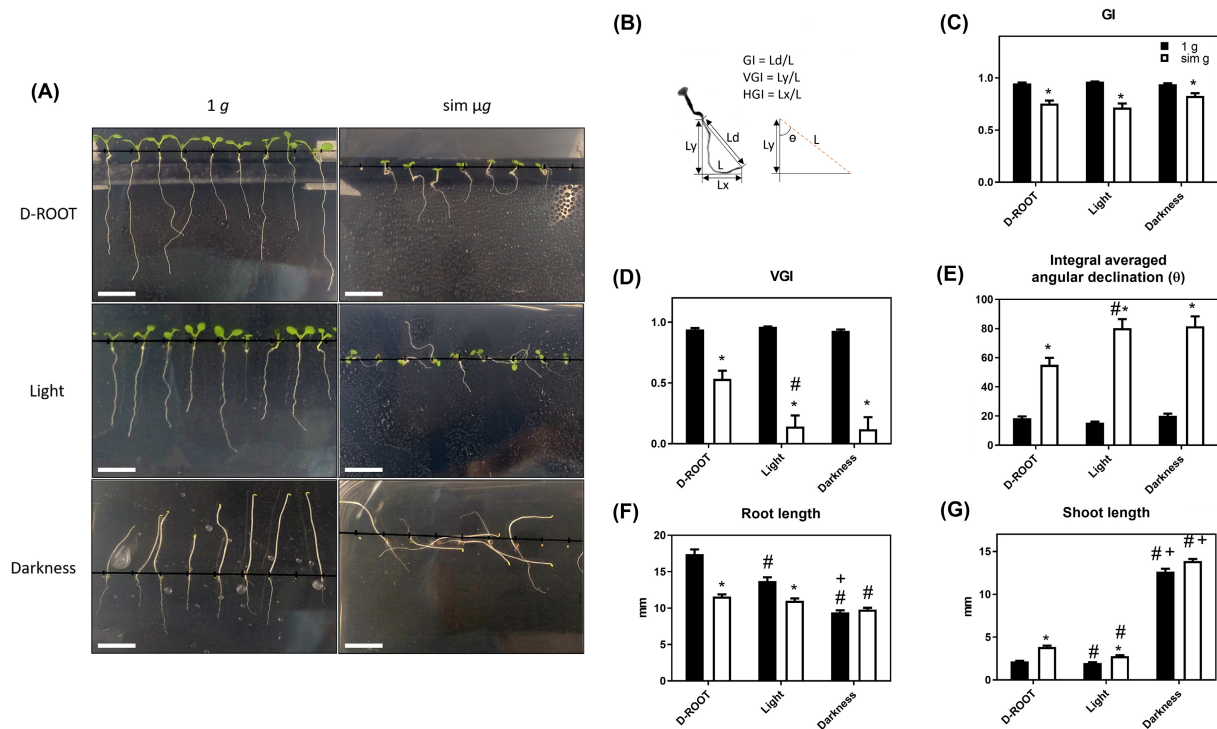 (A)
1 g
sim µg
D-ROOT
Light
Darkness
(B)
GI = Ld/L
VGI = Ly/L
HGI = Lx/L
Ly
Ld
L
Lx
Ly
Ɵ
L
(C)
GI
1 g
sim g
1.0
0.5
0.0
* * *
D-ROOT
Light
Darkness
(D)
VGI
1.0
0.5
0.0
*
#
*
*
D-ROOT
Light
Darkness
(E)
Integral averaged
angular declination (θ)
100
80
60
40
20
0
*
#*
*
D-ROOT
Light
Darkness
(F)
Root length
mm
20
15
10
5
0
*
#
*
+
#
#
D-ROOT
Light
Darkness
(G)
Shoot length
mm
15
10
5
0
*
#
#
*
# +
# +
D-ROOT
Light
Darkness